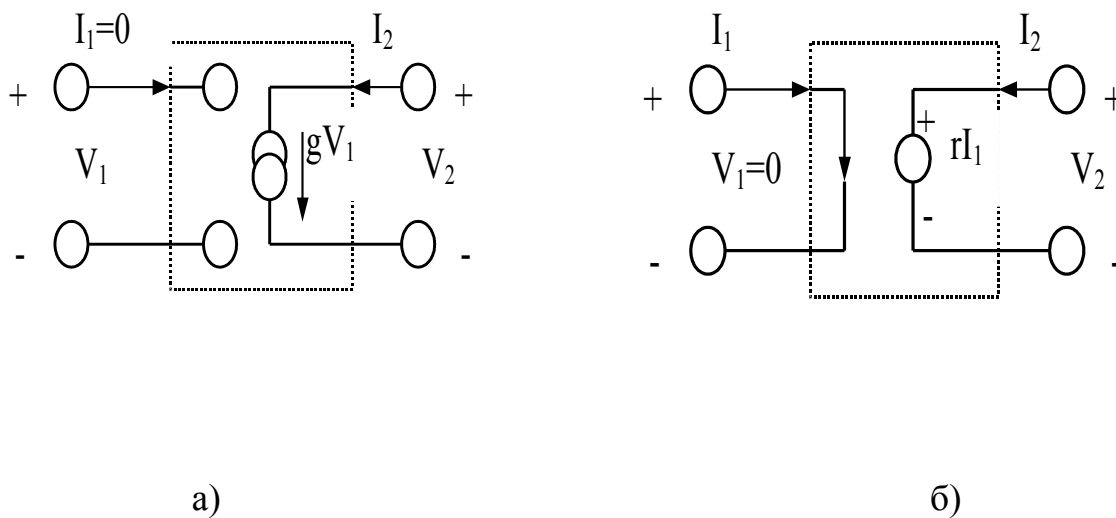 I₁=0 I₂ I₁ I₂
+ + + +
gV₁ + rI₁
V₁ V₂ V₁=0 V₂
-
- - - -
а) б)